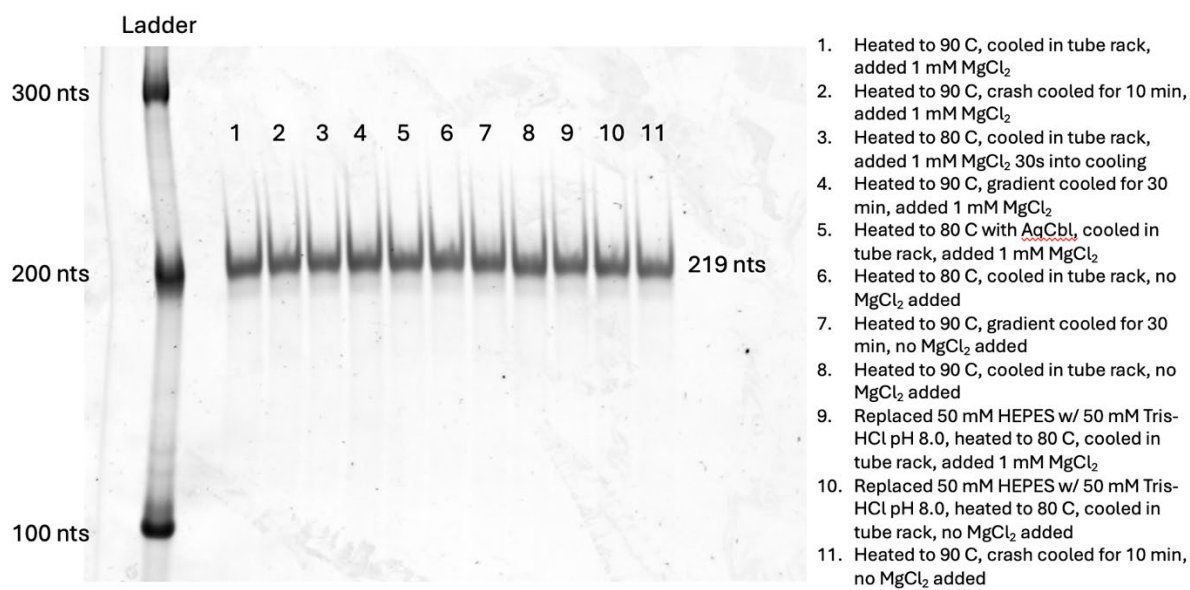 Ladder
300 nts
1 2 3 4 5 6 7 8 9 10 11
200 nts
219 nts
100 nts
1. Heated to 90 C, cooled in tube rack,
added 1 mM MgCl₂
2. Heated to 90 C, crash cooled for 10 min,
added 1 mM MgCl₂
3. Heated to 80 C, cooled in tube rack,
added 1 mM MgCl₂ 30s into cooling
4. Heated to 90 C, gradient cooled for 30
min, added 1 mM MgCl₂
5. Heated to 80 C with AqCbl, cooled in
tube rack, added 1 mM MgCl₂
6. Heated to 80 C, cooled in tube rack, no
MgCl₂ added
7. Heated to 90 C, gradient cooled for 30
min, no MgCl₂ added
8. Heated to 90 C, cooled in tube rack, no
MgCl₂ added
9. Replaced 50 mM HEPES w/ 50 mM Tris-
HCl pH 8.0, heated to 80 C, cooled in
tube rack, added 1 mM MgCl₂
10. Replaced 50 mM HEPES w/ 50 mM Tris-
HCl pH 8.0, heated to 80 C, cooled in
tube rack, no MgCl₂ added
11. Heated to 90 C, crash cooled for 10 min,
no MgCl₂ added